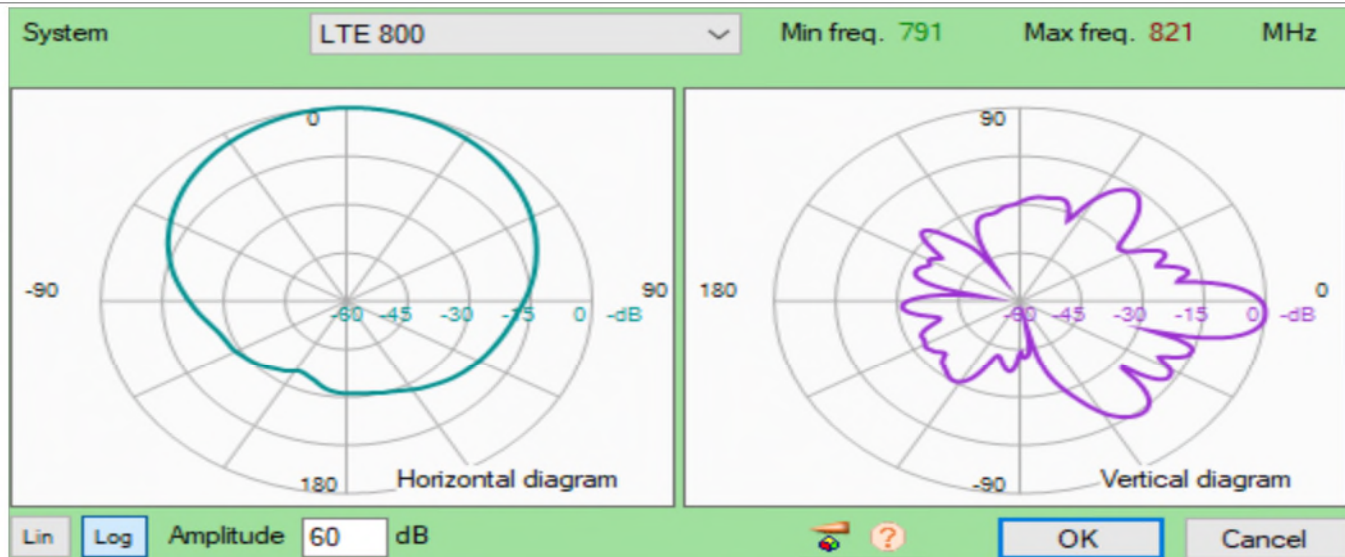 System LTE 800 Min freq. 791 Max freq. 821 MHz
0 90
-90 90 180 0
-60 -45 -30 -15 0 -dB -60 -45 -30 -15 0 -dB
180 Horizontal diagram -90 Vertical diagram
Lin Log Amplitude 60 dB ? OK Cancel